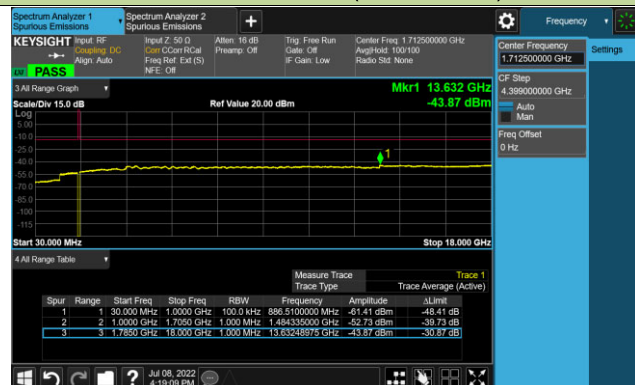 Spectrum Analyzer 1
Spurious Emissions
Spectrum Analyzer 2
Spurious Emissions
+
Frequency
KEYSIGHT
Input: RF
Coupling: DC
Align: Auto
Input Z: 50 Ω
Corr CCorr RCal
Freq Ref: Ext (S)
NFE: Off
Atten: 18 dB
Preamp: Off
Trig: Free Run
Gate: Off
IF Gain: Low
Center Freq: 1.712500000 GHz
Avg|Hold: 100/100
Radio Std: None
PASS
Center Frequency
1.712500000 GHz
Settings
CF Step
4.399000000 GHz
Auto
Man
Freq Offset
0 Hz
3 All Range Graph
Mkr1 13.632 GHz
Scale/Div 15.0 dB
Ref Value 20.00 dBm
-43.87 dBm
Log
5.00
-10.0
-25.0
-40.0
-55.0
-70.0
-85.0
-100
-115
1
Start 30.000 MHz
Stop 18.000 GHz
4 All Range Table
Measure Trace Trace 1
Trace Type Trace Average (Active)
Spur Range Start Freq Stop Freq RBW Frequency Amplitude ΔLimit
1 1 30.000 MHz 1.0000 GHz 100.0 kHz 886.5100000 MHz -61.41 dBm -48.41 dB
2 2 1.0000 GHz 1.7050 GHz 1.000 MHz 1.484335000 GHz -52.73 dBm -39.73 dB
3 3 1.7850 GHz 18.000 GHz 1.000 MHz 13.63248975 GHz -43.87 dBm -30.87 dB
?
Jul 08, 2022
4:19:09 PM